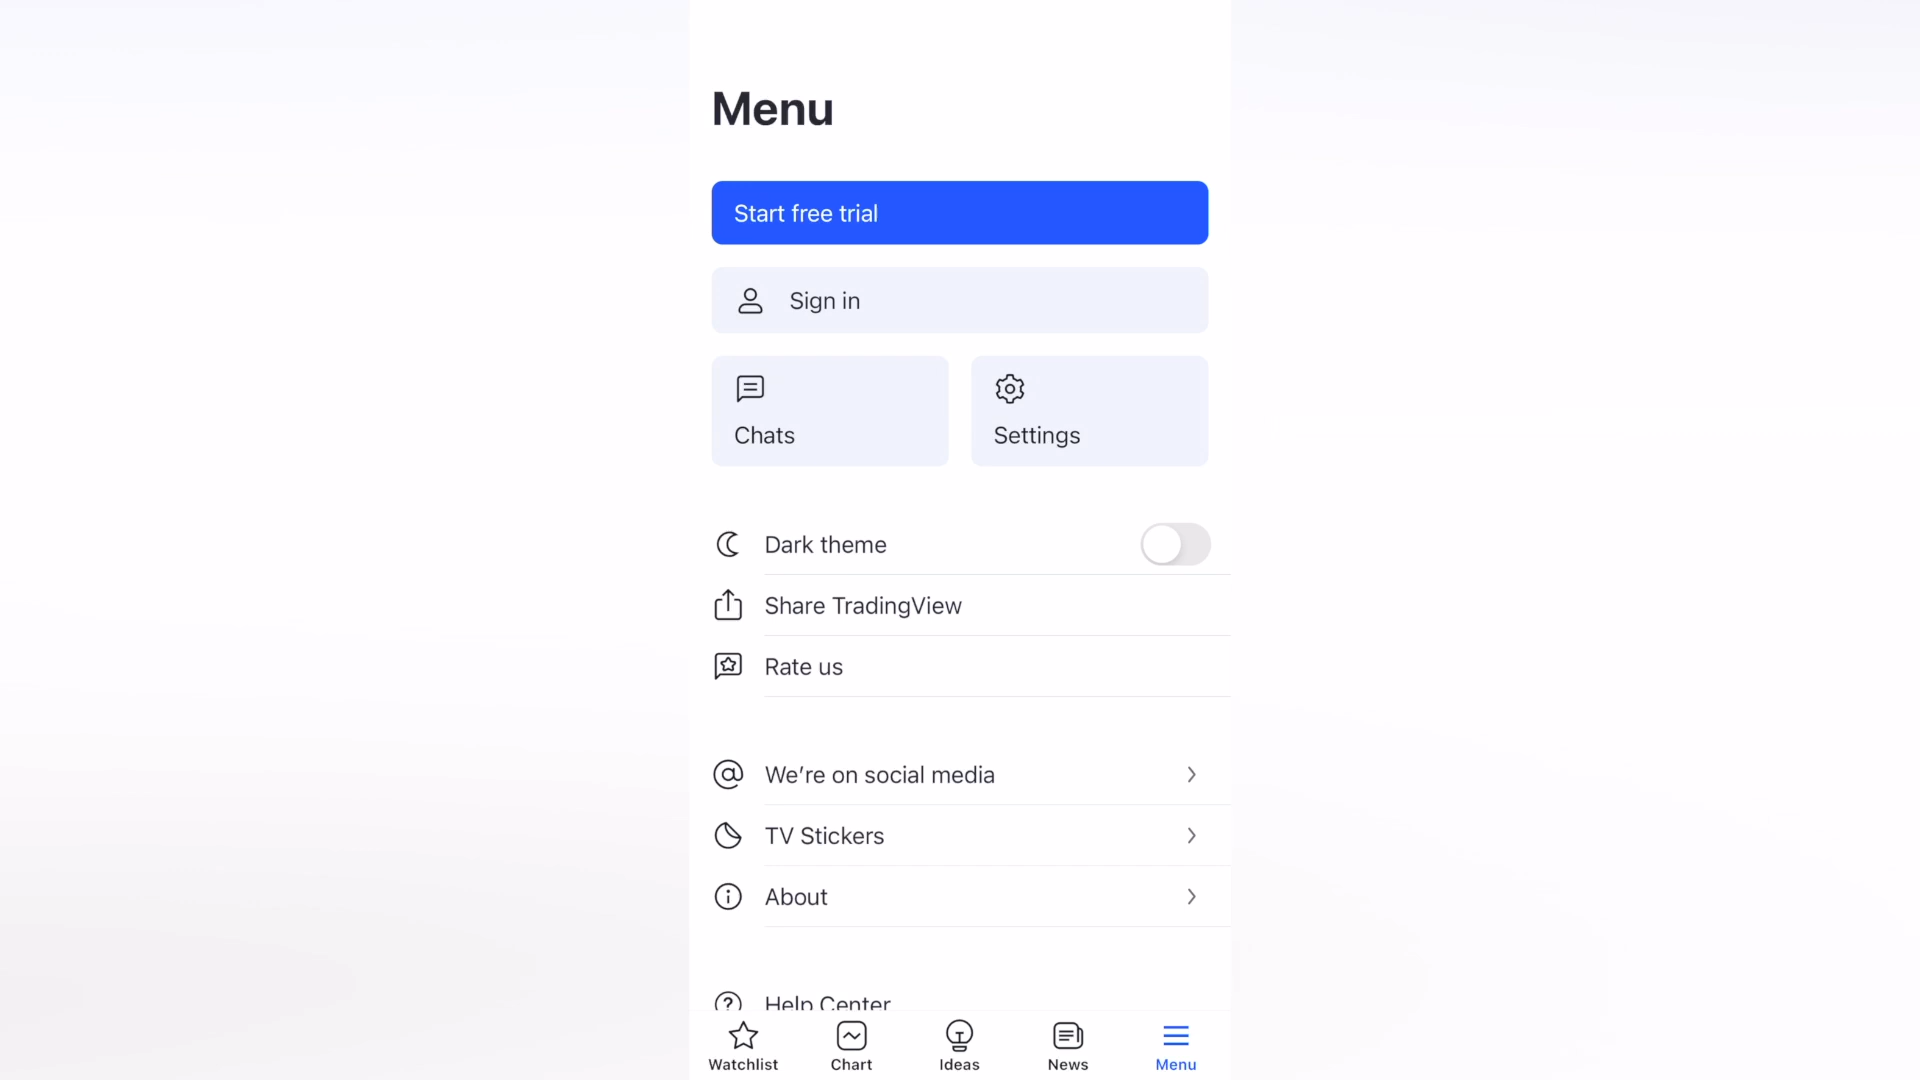 Menu
Start free trial
Sign in
Chats
Settings
Dark theme
Share TradingView
Rate us
We’re on social media
TV Stickers
About
Help Center
Watchlist
Chart
Ideas
News
Menu